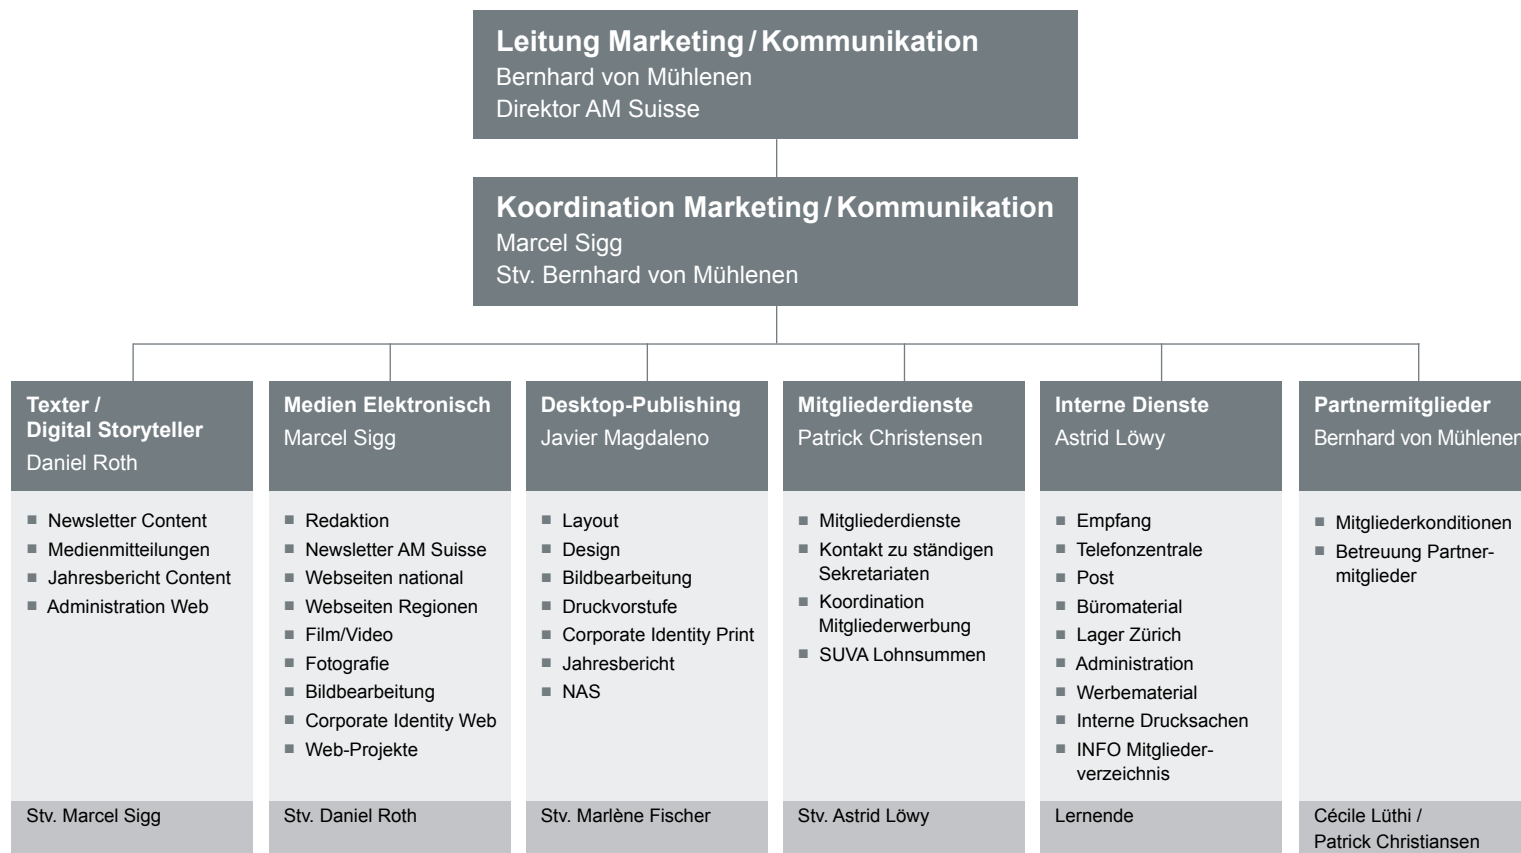 Leitung Marketing / Kommunikation
Bernhard von Mühlenen
Direktor AM Suisse
Koordination Marketing / Kommunikation
Marcel Sigg
Stv. Bernhard von Mühlenen
Texter /
Digital Storyteller
Daniel Roth
■ Newsletter Content
■ Medienmitteilungen
■ Jahresbericht Content
■ Administration Web
Stv. Marcel Sigg
Medien Elektronisch
Marcel Sigg
■ Redaktion
■ Newsletter AM Suisse
■ Webseiten national
■ Webseiten Regionen
■ Film/Video
■ Fotografie
■ Bildbearbeitung
■ Corporate Identity Web
■ Web-Projekte
Stv. Daniel Roth
Desktop-Publishing
Javier Magdaleno
■ Layout
■ Design
■ Bildbearbeitung
■ Druckvorstufe
■ Corporate Identity Print
■ Jahresbericht
■ NAS
Stv. Marlène Fischer
Mitgliederdienste
Patrick Christensen
■ Mitgliederdienste
■ Kontakt zu ständigen
Sekretariaten
■ Koordination
Mitgliederwerbung
■ SUVA Lohnsummen
Stv. Astrid Löwy
Interne Dienste
Astrid Löwy
■ Empfang
■ Telefonzentrale
■ Post
■ Büromaterial
■ Lager Zürich
■ Administration
■ Werbematerial
■ Interne Drucksachen
■ INFO Mitglieder-
verzeichnis
Lernende
Partnermitglieder
Bernhard von Mühlenen
■ Mitgliederkonditionen
■ Betreuung Partner-
mitglieder
Cécile Lüthi /
Patrick Christiansen